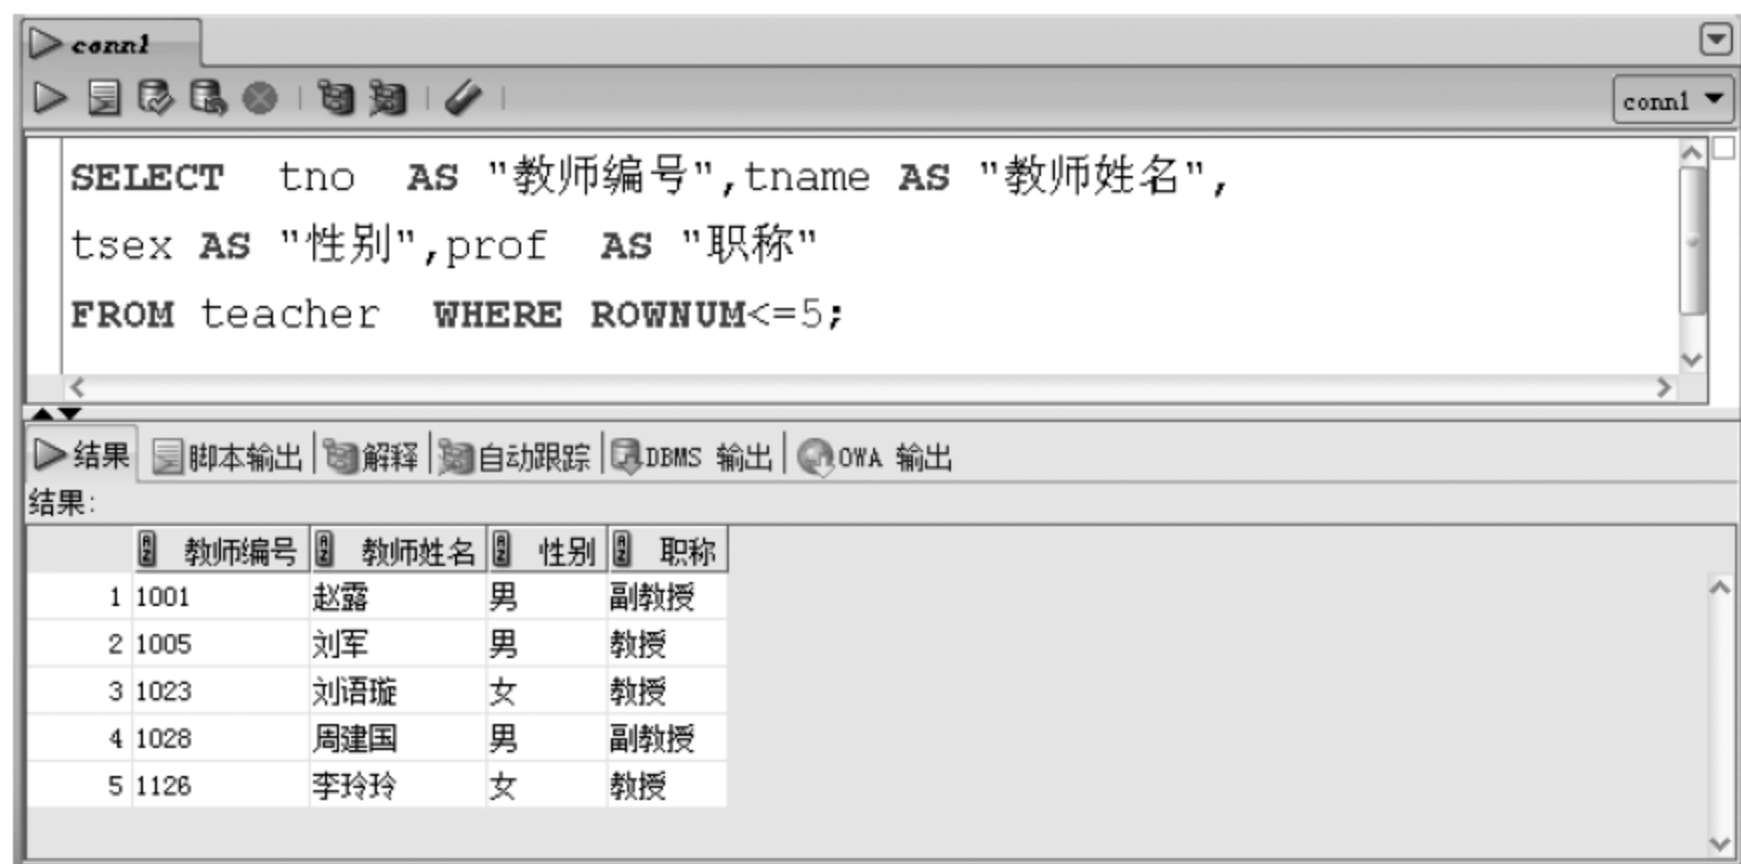 conn1
conn1
SELECT tno AS "教师编号",tname AS "教师姓名",
tsex AS "性别",prof AS "职称"
FROM teacher WHERE ROWNUM<=5;
结果 脚本输出 解释 自动跟踪 DBMS 输出 OWA 输出
结果:
教师编号 教师姓名 性别 职称
1 1001 赵露 男 副教授
2 1005 刘军 男 教授
3 1023 刘语璇 女 教授
4 1028 周建国 男 副教授
5 1126 李玲玲 女 教授